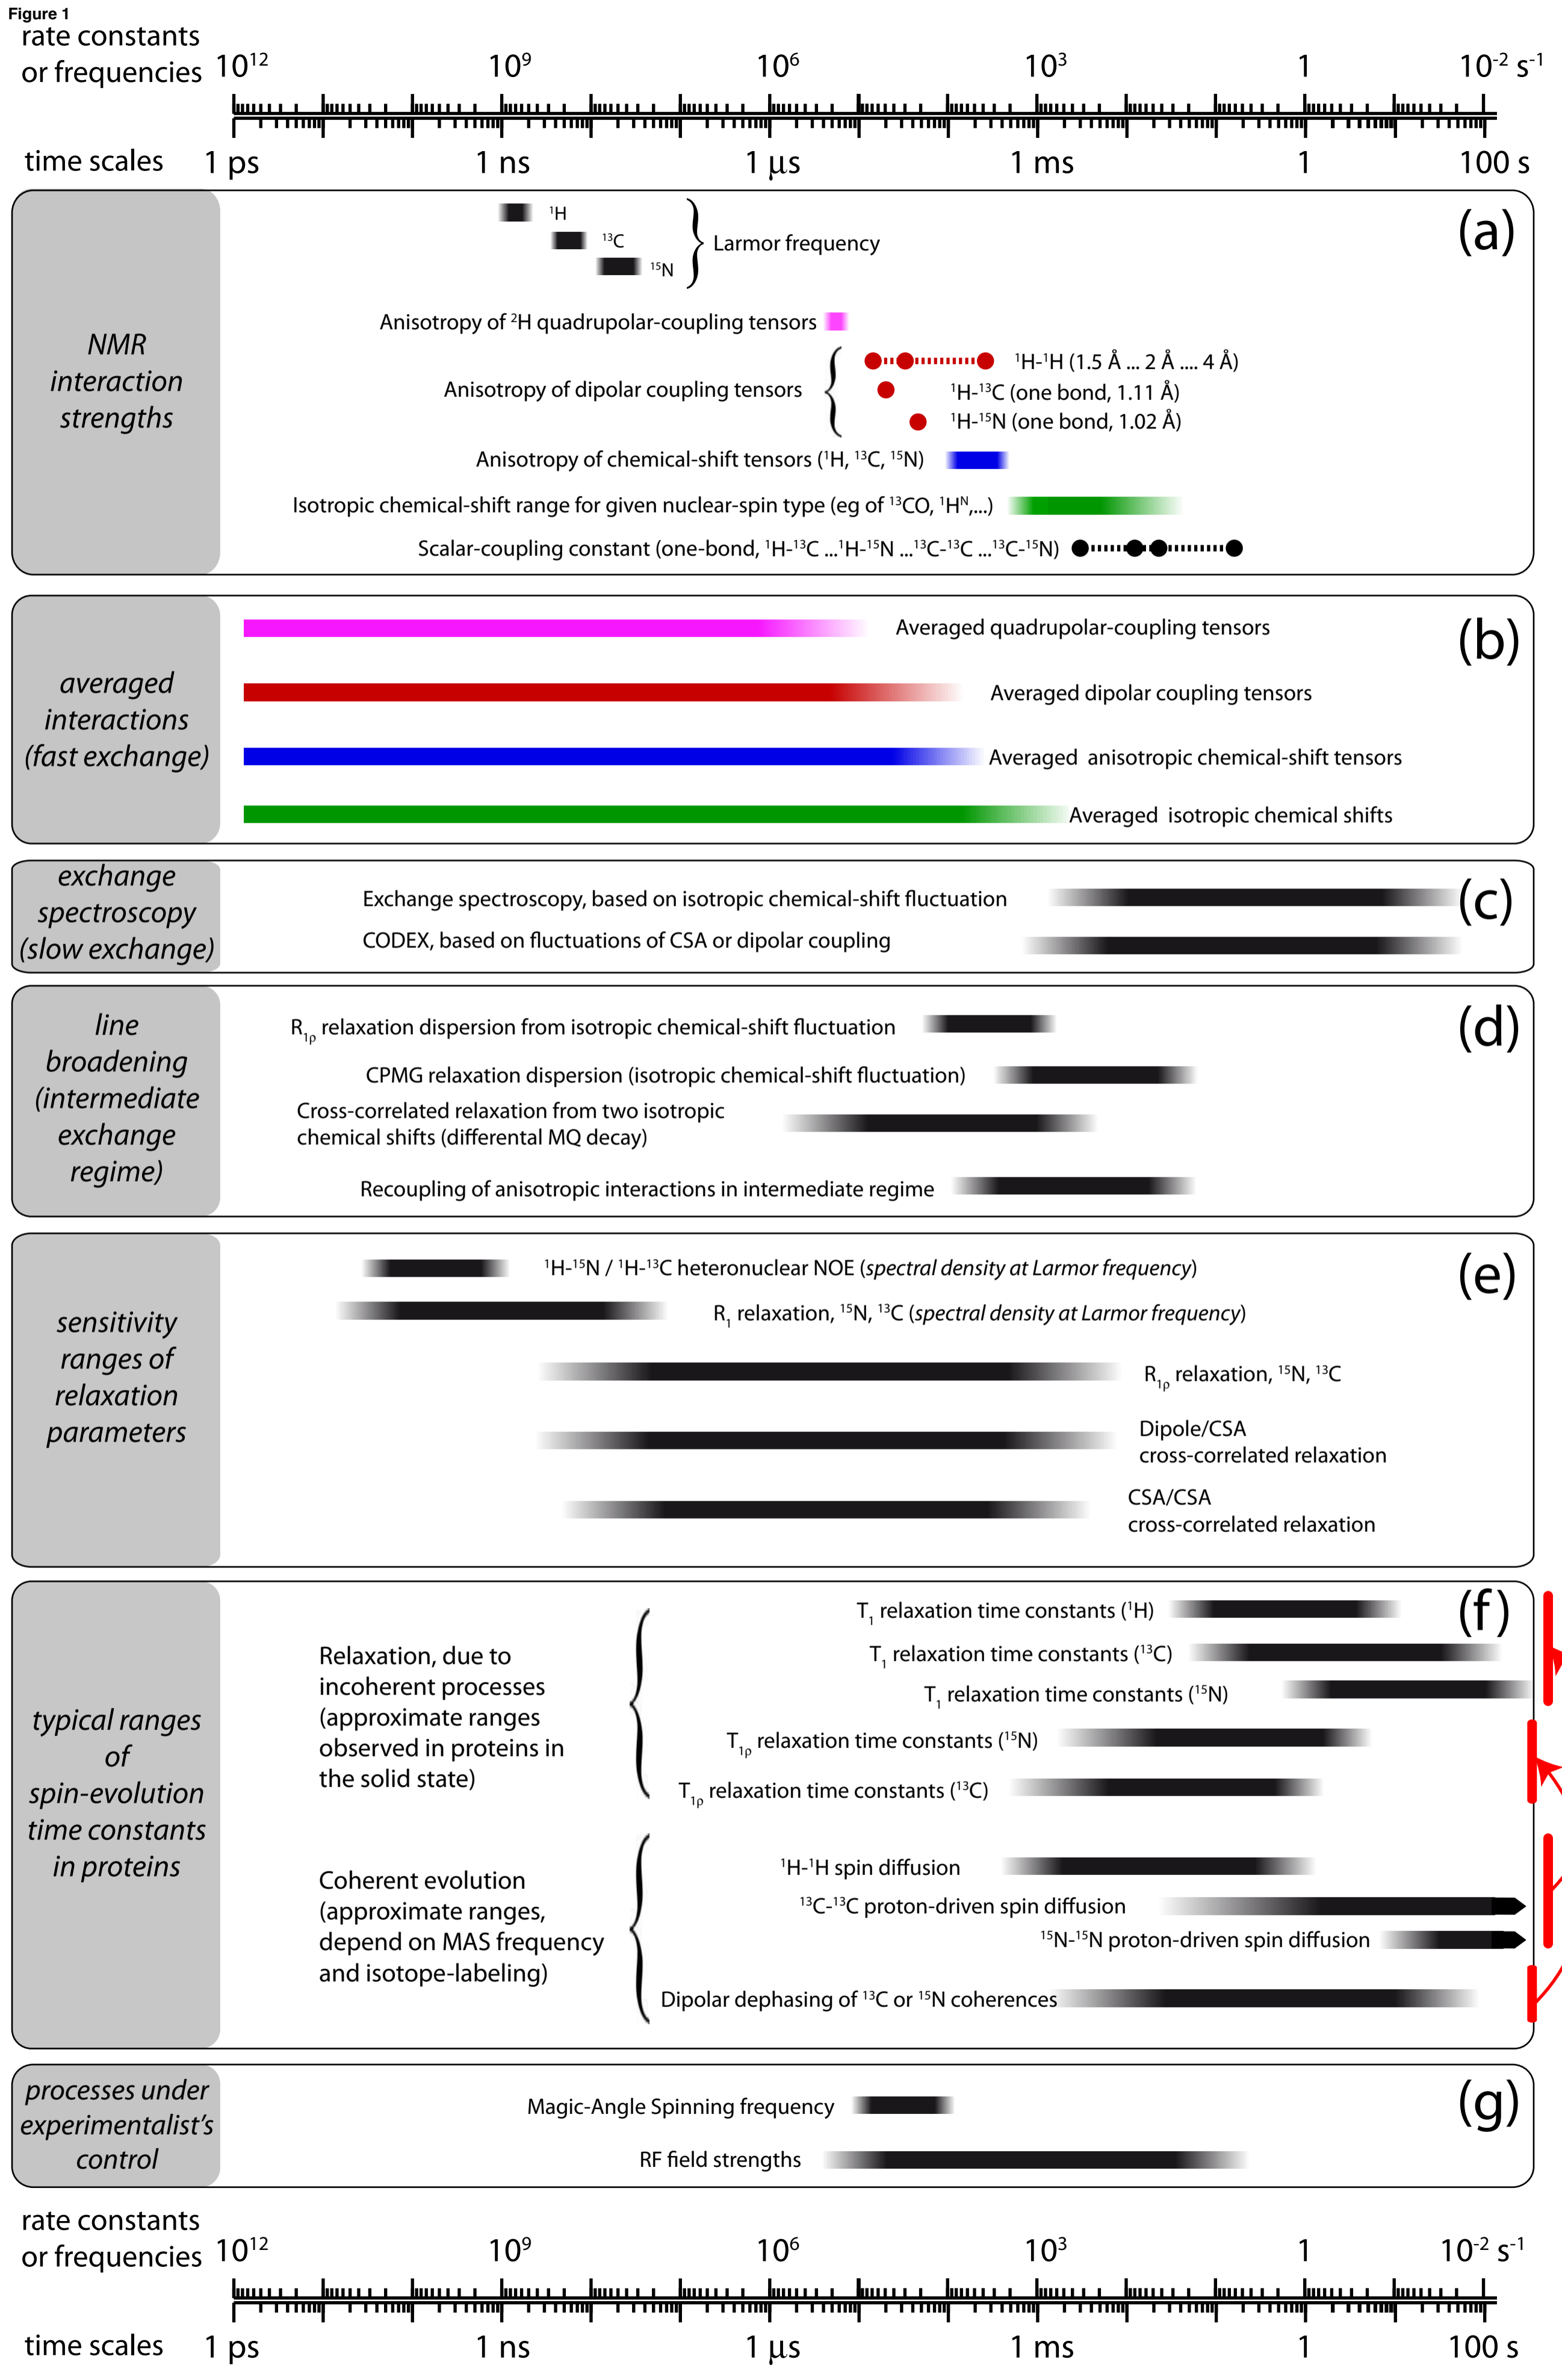 Figure 1
rate constants
or frequencies
10¹² 10⁹ 10⁶ 10³ 1 10⁻² s⁻¹
time scales 1 ps 1 ns 1 μs 1 ms 1 100 s
NMR
interaction
strengths
(a)
¹H
¹³C
¹⁵N
Larmor frequency
Anisotropy of ²H quadrupolar-coupling tensors
Anisotropy of dipolar coupling tensors
¹H-¹H (1.5 Å ... 2 Å .... 4 Å)
¹H-¹³C (one bond, 1.11 Å)
¹H-¹⁵N (one bond, 1.02 Å)
Anisotropy of chemical-shift tensors (¹H, ¹³C, ¹⁵N)
Isotropic chemical-shift range for given nuclear-spin type (eg of ¹³CO, ¹Hᴺ,...)
Scalar-coupling constant (one-bond, ¹H-¹³C ...¹H-¹⁵N ...¹³C-¹³C ...¹³C-¹⁵N)
averaged
interactions
(fast exchange)
(b)
Averaged quadrupolar-coupling tensors
Averaged dipolar coupling tensors
Averaged anisotropic chemical-shift tensors
Averaged isotropic chemical shifts
exchange
spectroscopy
(slow exchange)
(c)
Exchange spectroscopy, based on isotropic chemical-shift fluctuation
CODEX, based on fluctuations of CSA or dipolar coupling
line
broadening
(intermediate
exchange
regime)
(d)
R₁ᵨ relaxation dispersion from isotropic chemical-shift fluctuation
CPMG relaxation dispersion (isotropic chemical-shift fluctuation)
Cross-correlated relaxation from two isotropic
chemical shifts (differental MQ decay)
Recoupling of anisotropic interactions in intermediate regime
sensitivity
ranges of
relaxation
parameters
(e)
¹H-¹⁵N / ¹H-¹³C heteronuclear NOE (spectral density at Larmor frequency)
R₁ relaxation, ¹⁵N, ¹³C (spectral density at Larmor frequency)
R₁ᵨ relaxation, ¹⁵N, ¹³C
Dipole/CSA
cross-correlated relaxation
CSA/CSA
cross-correlated relaxation
typical ranges
of
spin-evolution
time constants
in proteins
(f)
Relaxation, due to
incoherent processes
(approximate ranges
observed in proteins in
the solid state)
T₁ relaxation time constants (¹H)
T₁ relaxation time constants (¹³C)
T₁ relaxation time constants (¹⁵N)
T₁ᵨ relaxation time constants (¹⁵N)
T₁ᵨ relaxation time constants (¹³C)
Coherent evolution
(approximate ranges,
depend on MAS frequency
and isotope-labeling)
¹H-¹H spin diffusion
¹³C-¹³C proton-driven spin diffusion
¹⁵N-¹⁵N proton-driven spin diffusion
Dipolar dephasing of ¹³C or ¹⁵N coherences
processes under
experimentalist's
control
(g)
Magic-Angle Spinning frequency
RF field strengths
rate constants
or frequencies
10¹² 10⁹ 10⁶ 10³ 1 10⁻² s⁻¹
time scales 1 ps 1 ns 1 μs 1 ms 1 100 s